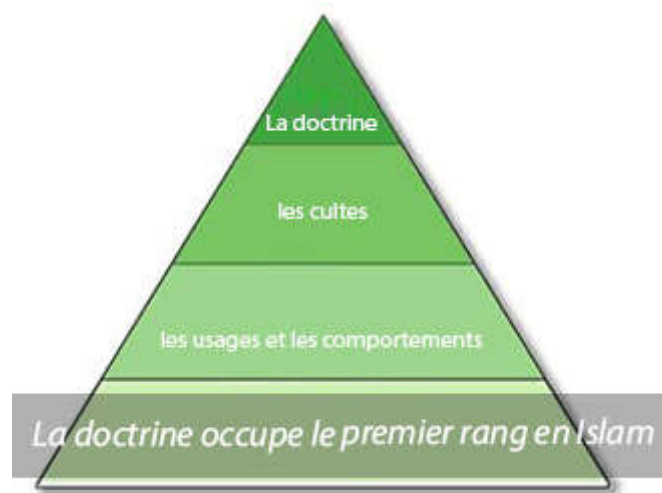 La doctrine
les cultes
les usages et les comportements
La doctrine occupe le premier rang en Islam